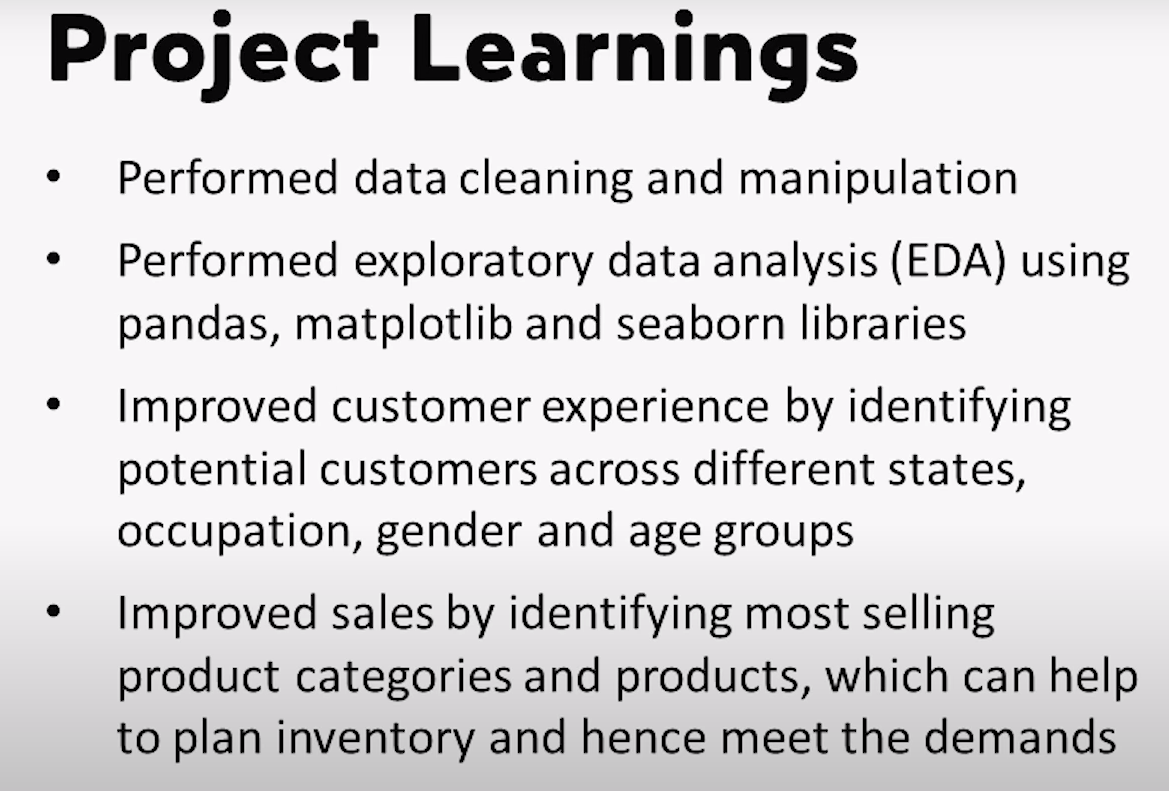 Project Learnings
• Performed data cleaning and manipulation
• Performed exploratory data analysis (EDA) using
pandas, matplotlib and seaborn libraries
• Improved customer experience by identifying
potential customers across different states,
occupation, gender and age groups
• Improved sales by identifying most selling
product categories and products, which can help
to plan inventory and hence meet the demands